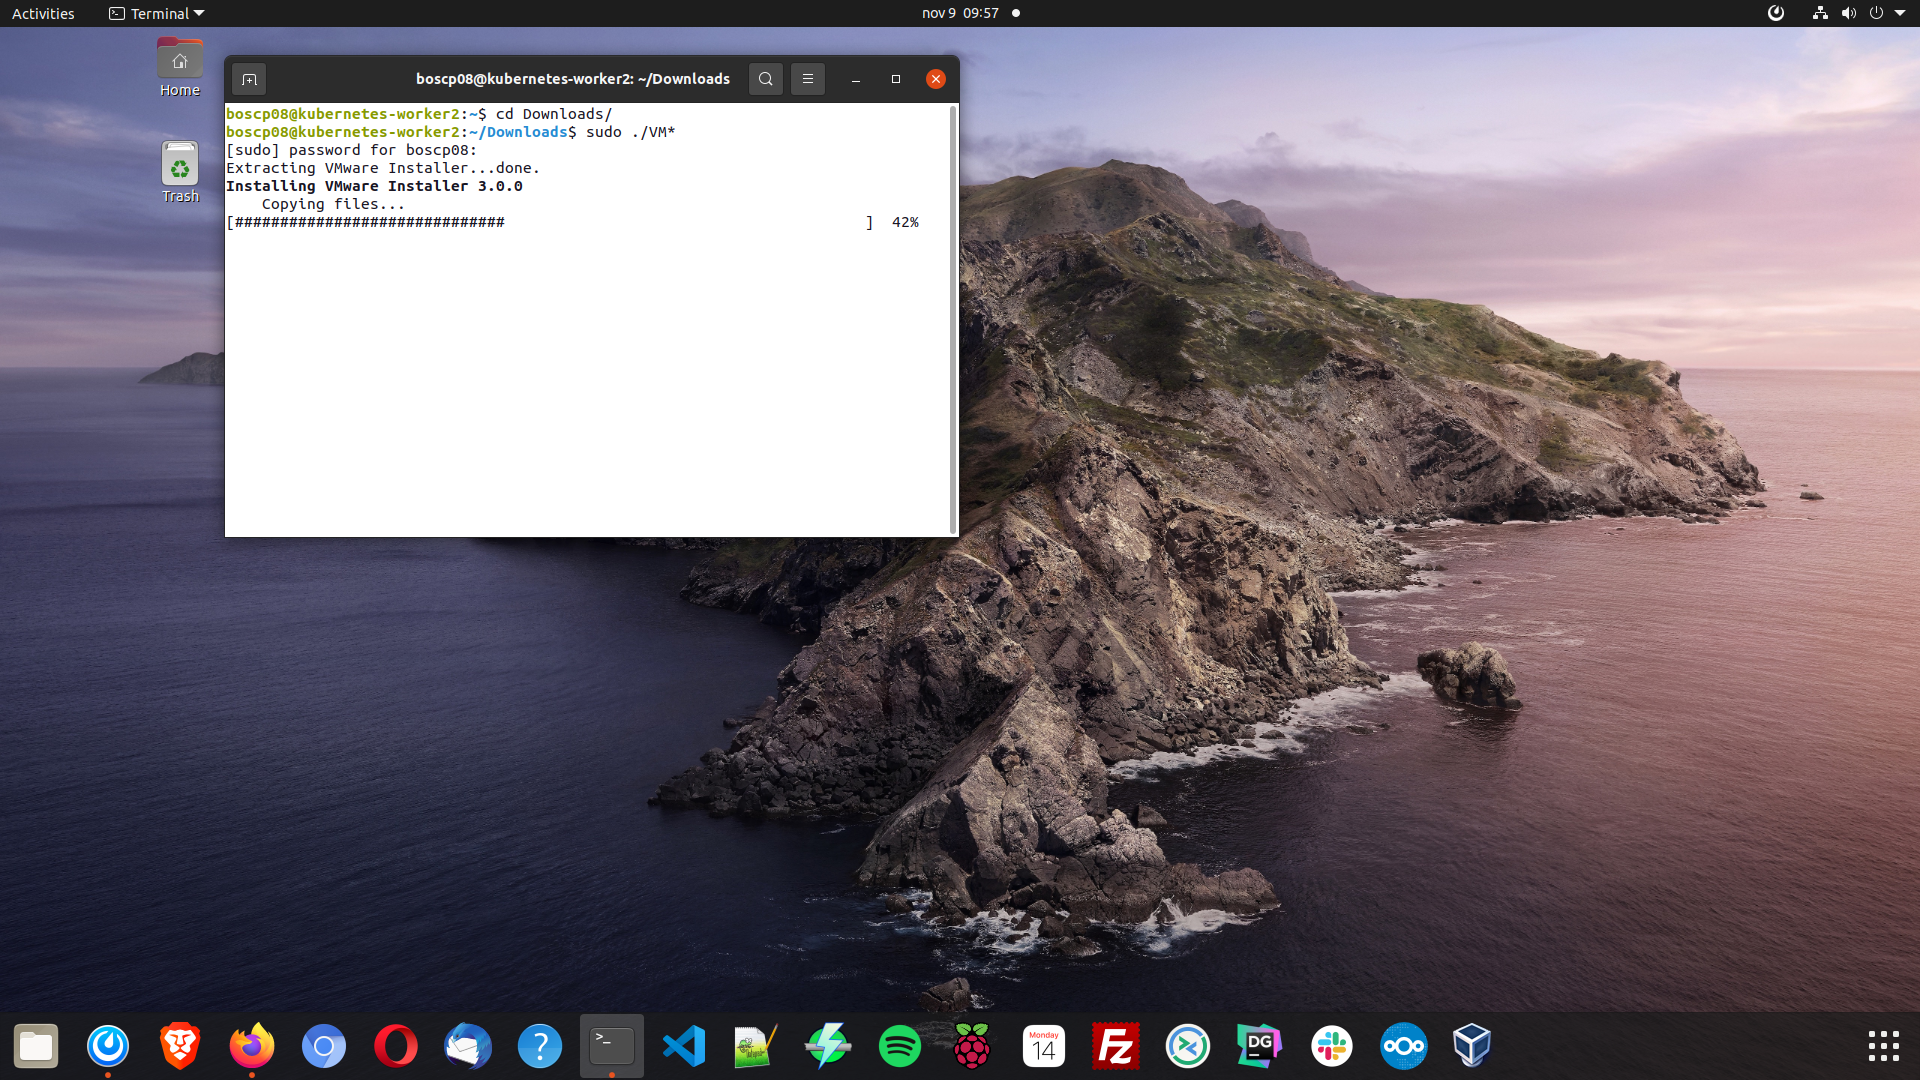 Activities
Terminal
nov 9 09:57
Home
Trash
boscp08@kubernetes-worker2: ~/Downloads
boscp08@kubernetes-worker2:~$ cd Downloads/
boscp08@kubernetes-worker2:~/Downloads$ sudo ./VM*
[sudo] password for boscp08:
Extracting VMware Installer...done.
Installing VMware Installer 3.0.0
Copying files...
[############################## ] 42%
?
>_
Monday
14
Fz
DG